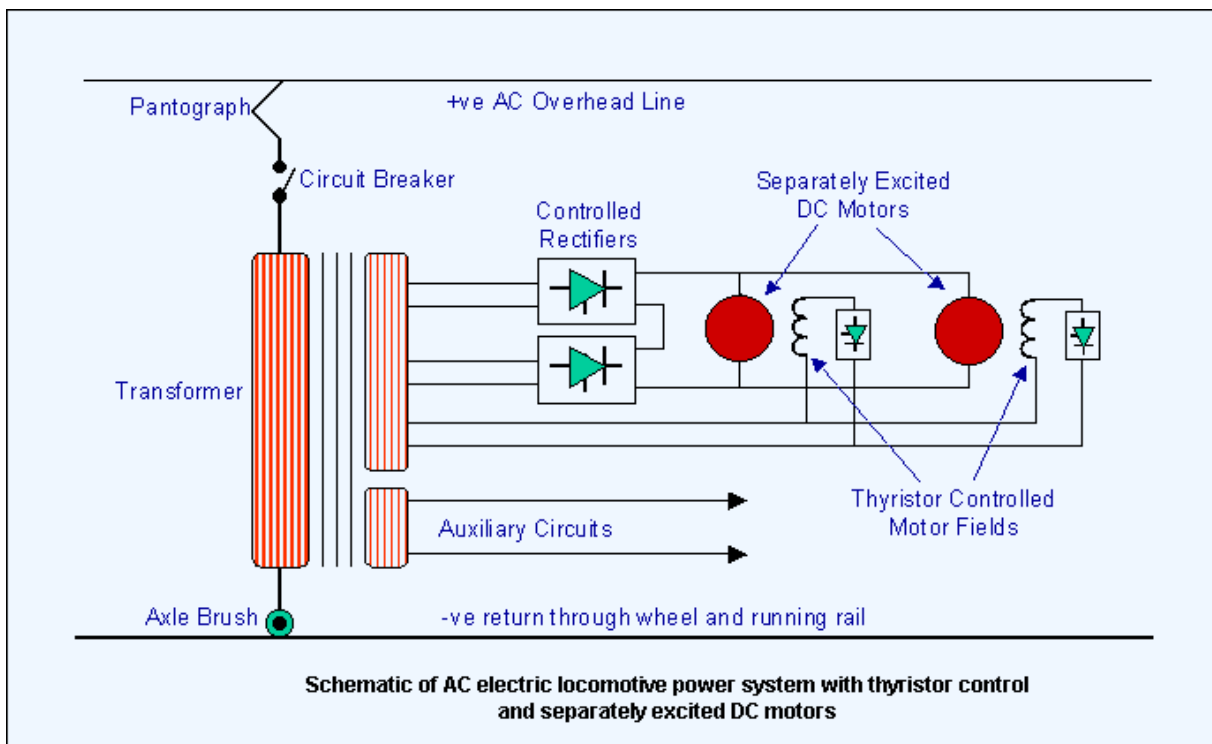 +ve AC Overhead Line
Pantograph
Circuit Breaker
Separately Excited
DC Motors
Controlled
Rectifiers
Transformer
Thyristor Controlled
Motor Fields
Auxiliary Circuits
Axle Brush
-ve return through wheel and running rail
Schematic of AC electric locomotive power system with thyristor control
and separately excited DC motors